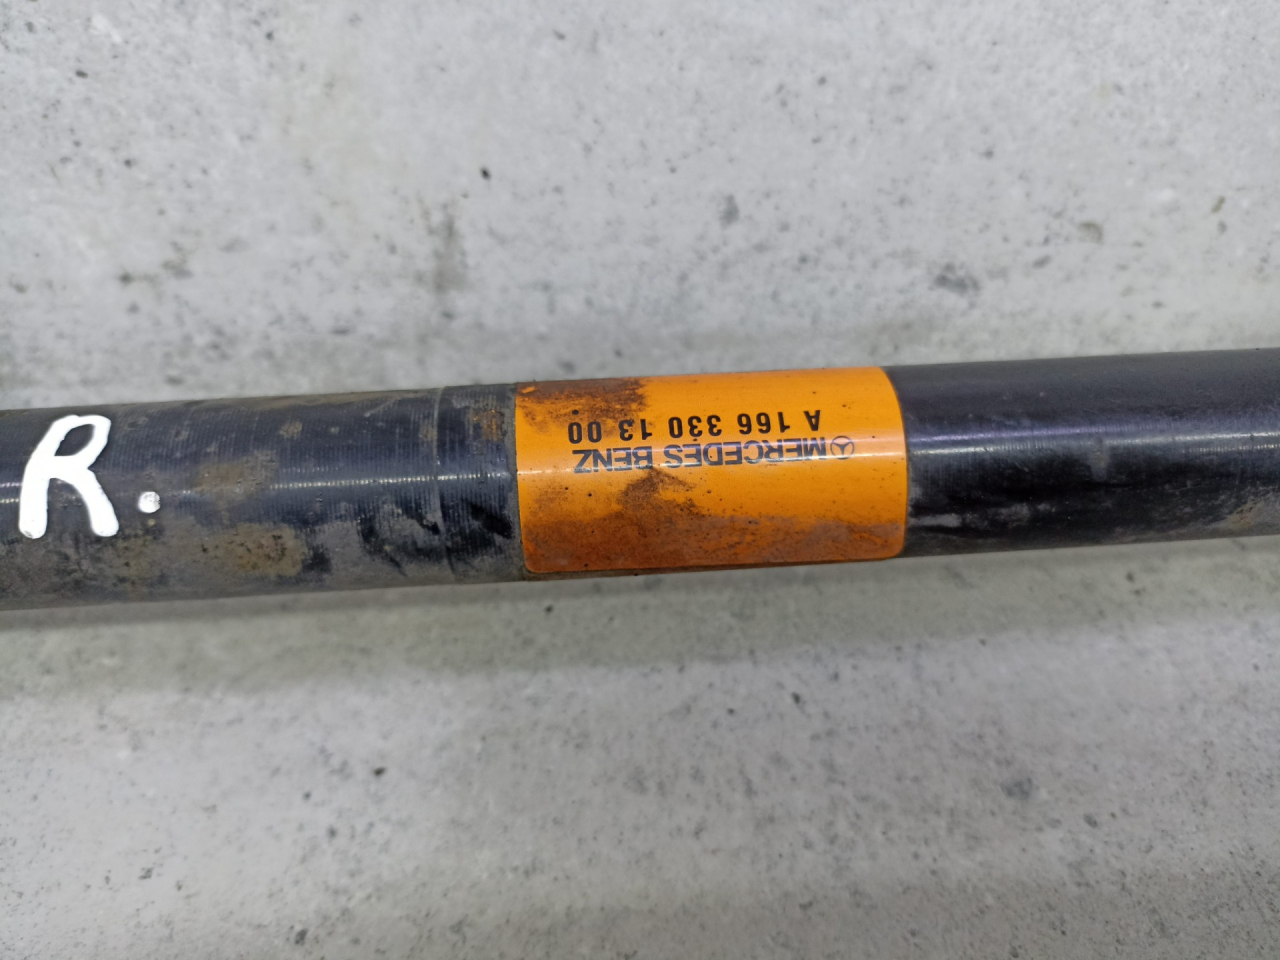 R.
MERCEDES BENZ
A 166 330 13 00